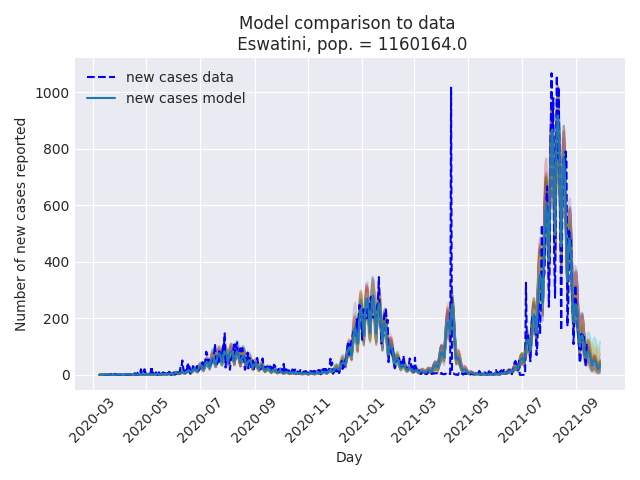 Model comparison to data
Eswatini, pop. = 1160164.0
new cases data
new cases model
Number of new cases reported
1000
800
600
400
200
0
2020-03
2020-05
2020-07
2020-09
2020-11
2021-01
2021-03
2021-05
2021-07
2021-09
Day